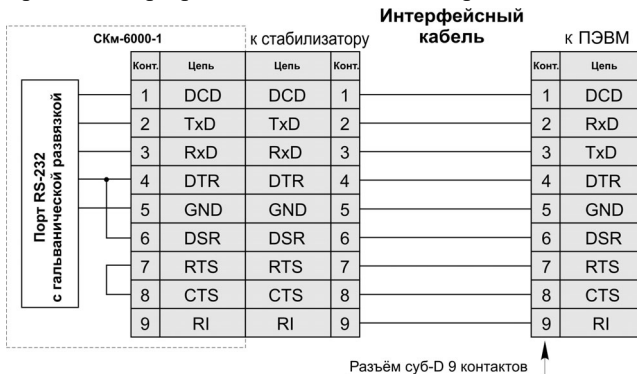 Интерфейсный
кабель
СКм-6000-1
к стабилизатору
к ПЭВМ
Конт. Цепь Цепь Конт. Конт. Цепь
1 DCD DCD 1 1 DCD
2 TxD TxD 2 2 RxD
3 RxD RxD 3 3 TxD
4 DTR DTR 4 4 DTR
5 GND GND 5 5 GND
6 DSR DSR 6 6 DSR
7 RTS RTS 7 7 RTS
8 CTS CTS 8 8 CTS
9 RI RI 9 9 RI
Порт RS-232
с гальванической развязкой
Разъём суб-D 9 контактов